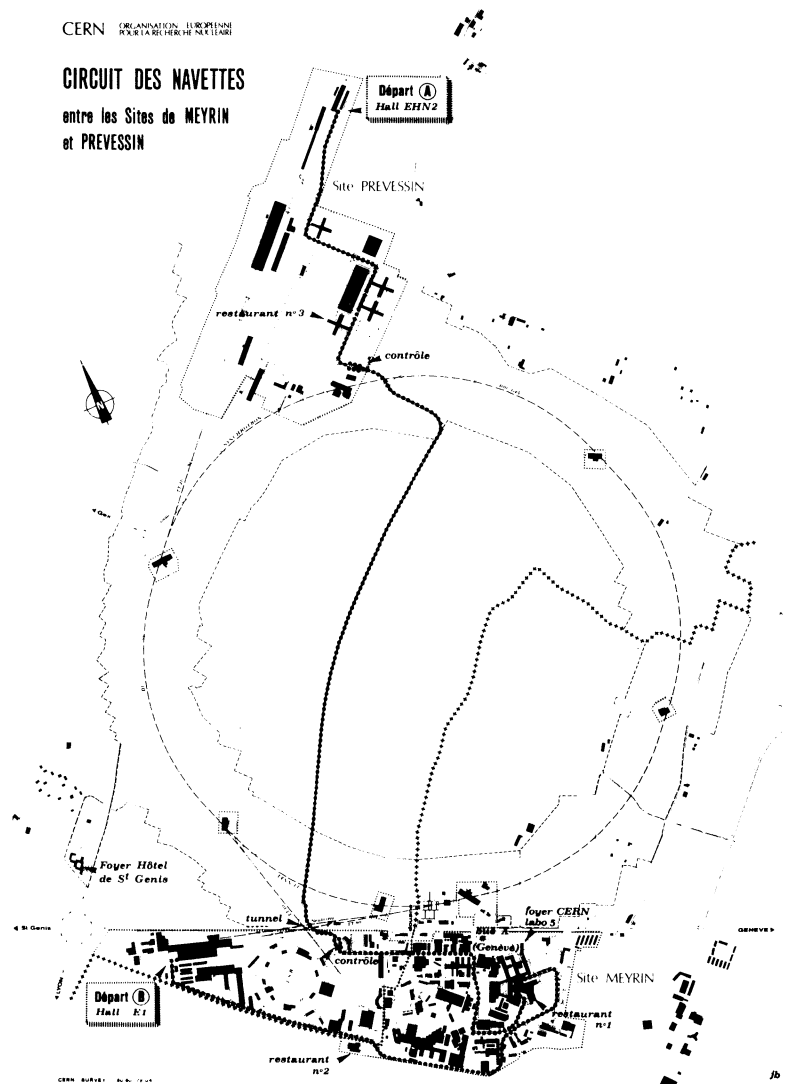 CERN
ORGANISATION EUROPEENNE
POUR LA RECHERCHE NUCLEAIRE
CIRCUIT DES NAVETTES
entre les Sites de MEYRIN
et PREVESSIN
Départ A
Hall EHN2
Site PREVESSIN
restaurant n°3
contrôle
Gex
Foyer Hôtel
de St Genis
tunnel
foyer CERN
labo 5
St Genis
(Genève)
GENEVE
contrôle
Site MEYRIN
LYON
Départ B
Hall E1
restaurant
n°1
restaurant
n°2
CERN SURVEY
jb